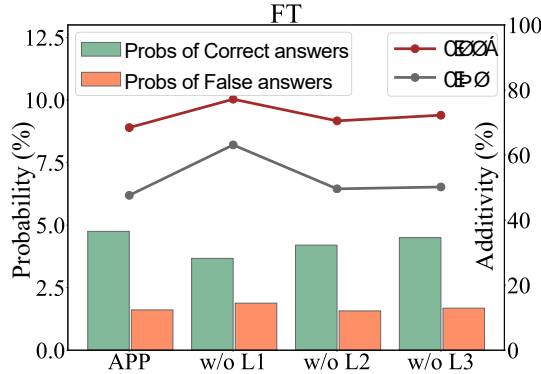 FT
12.5
10.0
7.5
5.0
2.5
0.0
Probability (%)
Probs of Correct answers
Probs of False answers
100
80
60
40
20
0
Additivity (%)
APP w/o L1 w/o L2 w/o L3